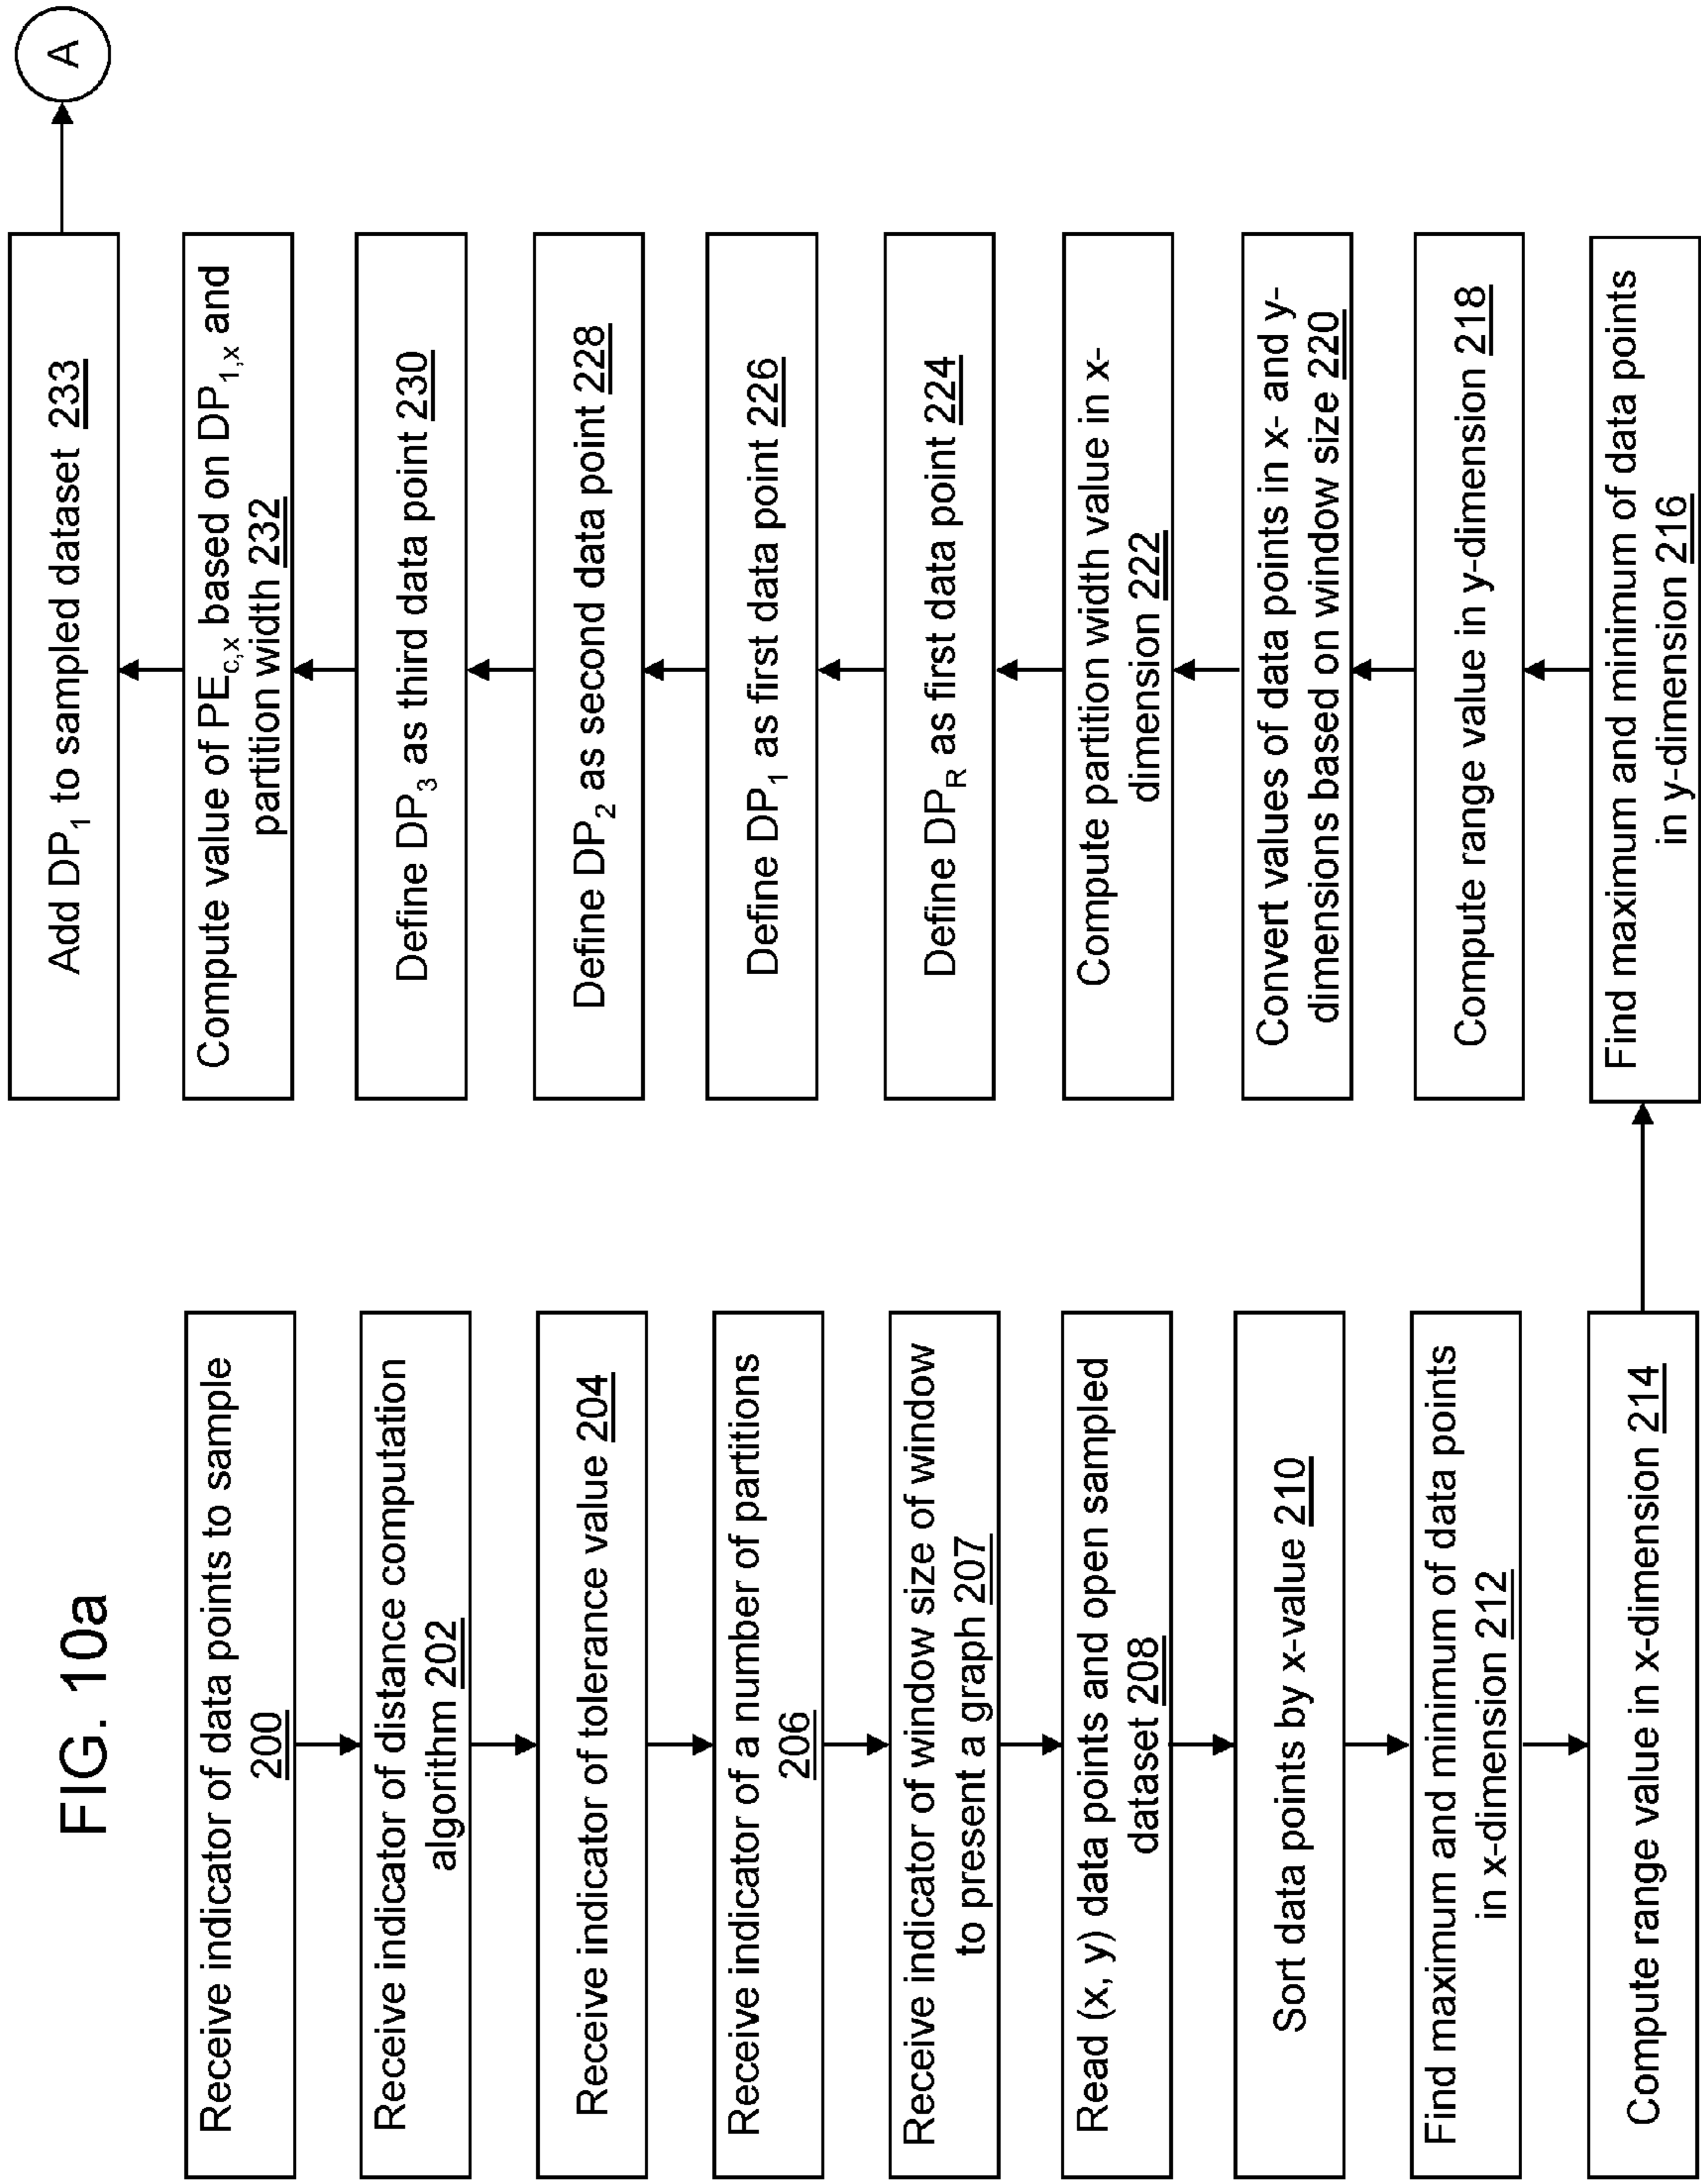 FIG. 10a
Receive indicator of data points to sample
200
Receive indicator of distance computation
algorithm 202
Receive indicator of tolerance value 204
Receive indicator of a number of partitions
206
Receive indicator of window size of window
to present a graph 207
Read (x, y) data points and open sampled
dataset 208
Sort data points by x-value 210
Find maximum and minimum of data points
in x-dimension 212
Compute range value in x-dimension 214
Find maximum and minimum of data points
in y-dimension 216
Compute range value in y-dimension 218
Convert values of data points in x- and y-
dimensions based on window size 220
Compute partition width value in x-
dimension 222
Define DP_R as first data point 224
Define DP_1 as first data point 226
Define DP_2 as second data point 228
Define DP_3 as third data point 230
Compute value of PE_c,x based on DP_1,x and
partition width 232
Add DP_1 to sampled dataset 233
A